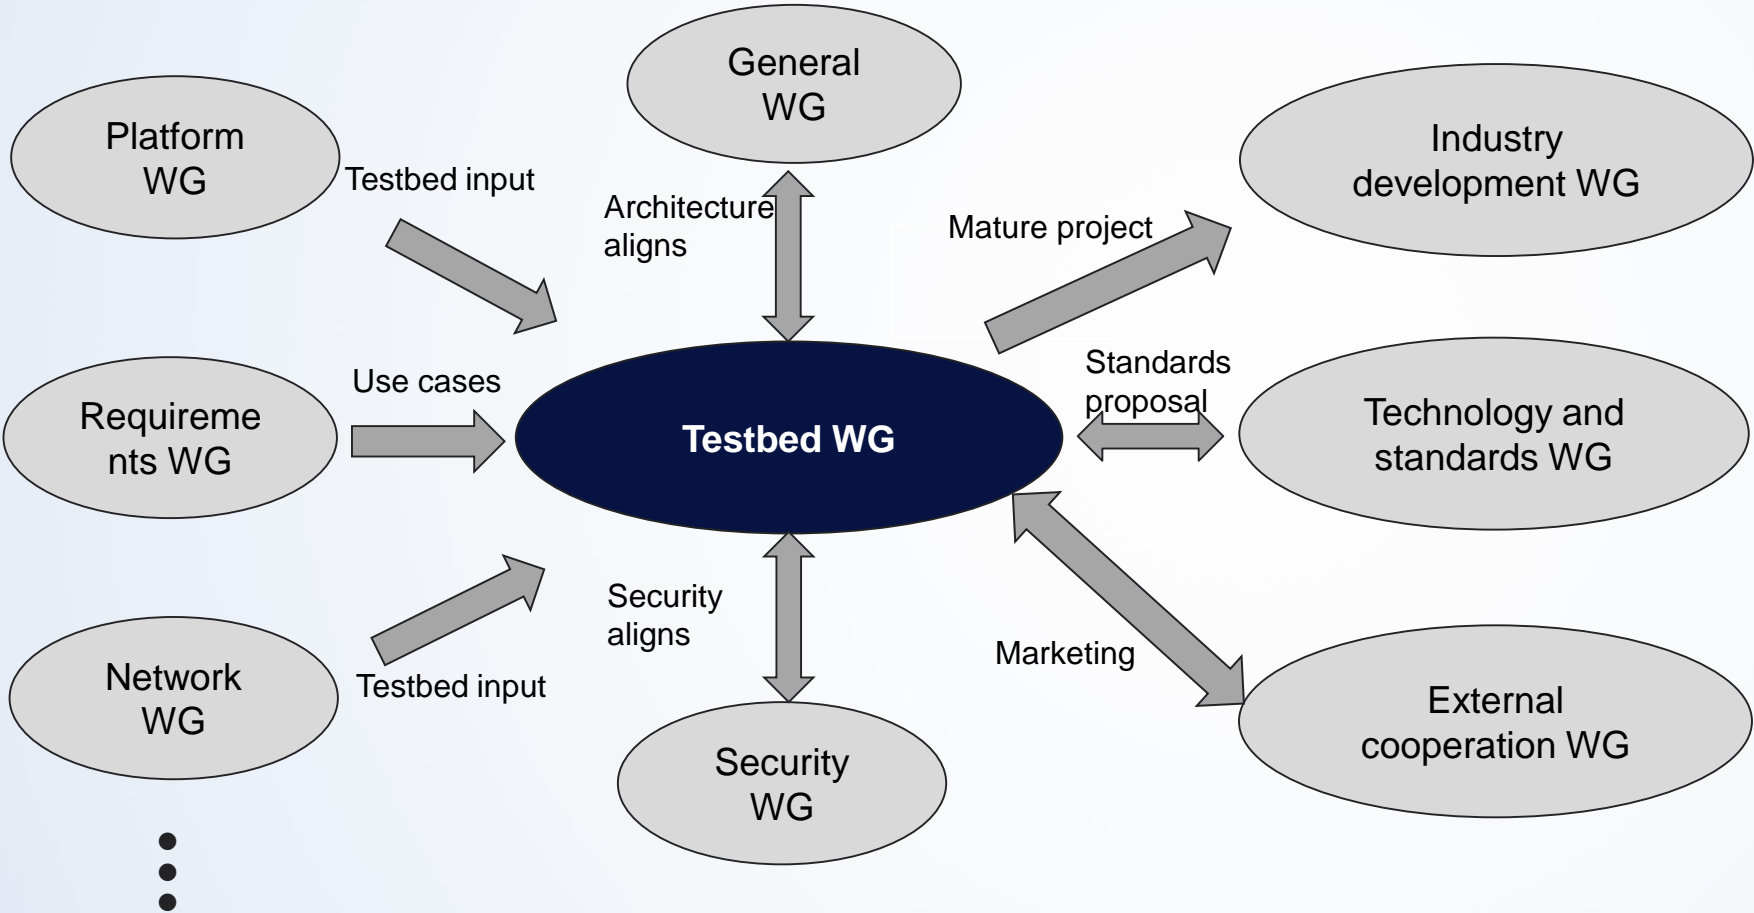 General
WG
Platform
WG
Testbed input
Architecture
aligns
Mature project
Industry
development WG
Requireme
nts WG
Use cases
Testbed WG
Standards
proposal
Technology and
standards WG
Network
WG
Testbed input
Security
aligns
Marketing
Security
WG
External
cooperation WG